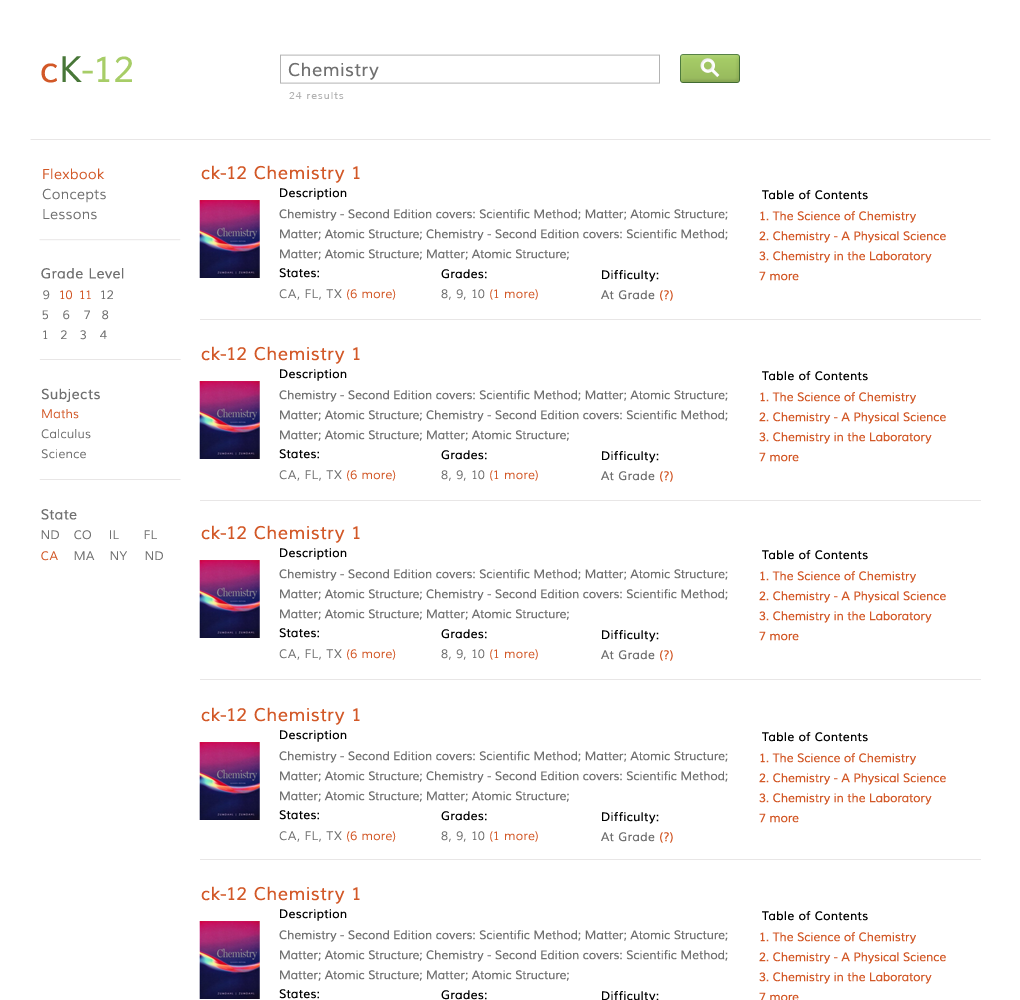 cK-12
Chemistry
24 results
Flexbook
Concepts
Lessons
Grade Level
9 10 11 12
5 6 7 8
1 2 3 4
Subjects
Maths
Calculus
Science
State
ND CO IL FL
CA MA NY ND
ck-12 Chemistry 1
Chemistry
Description
Chemistry - Second Edition covers: Scientific Method; Matter; Atomic Structure;
Matter; Atomic Structure; Chemistry - Second Edition covers: Scientific Method;
Matter; Atomic Structure; Matter; Atomic Structure;
States: Grades: Difficulty:
CA, FL, TX (6 more) 8, 9, 10 (1 more) At Grade (?)
Table of Contents
1. The Science of Chemistry
2. Chemistry - A Physical Science
3. Chemistry in the Laboratory
7 more
ck-12 Chemistry 1
Chemistry
Description
Chemistry - Second Edition covers: Scientific Method; Matter; Atomic Structure;
Matter; Atomic Structure; Chemistry - Second Edition covers: Scientific Method;
Matter; Atomic Structure; Matter; Atomic Structure;
States: Grades: Difficulty:
CA, FL, TX (6 more) 8, 9, 10 (1 more) At Grade (?)
Table of Contents
1. The Science of Chemistry
2. Chemistry - A Physical Science
3. Chemistry in the Laboratory
7 more
ck-12 Chemistry 1
Chemistry
Description
Chemistry - Second Edition covers: Scientific Method; Matter; Atomic Structure;
Matter; Atomic Structure; Chemistry - Second Edition covers: Scientific Method;
Matter; Atomic Structure; Matter; Atomic Structure;
States: Grades: Difficulty:
CA, FL, TX (6 more) 8, 9, 10 (1 more) At Grade (?)
Table of Contents
1. The Science of Chemistry
2. Chemistry - A Physical Science
3. Chemistry in the Laboratory
7 more
ck-12 Chemistry 1
Chemistry
Description
Chemistry - Second Edition covers: Scientific Method; Matter; Atomic Structure;
Matter; Atomic Structure; Chemistry - Second Edition covers: Scientific Method;
Matter; Atomic Structure; Matter; Atomic Structure;
States: Grades: Difficulty:
CA, FL, TX (6 more) 8, 9, 10 (1 more) At Grade (?)
Table of Contents
1. The Science of Chemistry
2. Chemistry - A Physical Science
3. Chemistry in the Laboratory
7 more
ck-12 Chemistry 1
Chemistry
Description
Chemistry - Second Edition covers: Scientific Method; Matter; Atomic Structure;
Matter; Atomic Structure; Chemistry - Second Edition covers: Scientific Method;
Matter; Atomic Structure; Matter; Atomic Structure;
States: Grades: Difficulty:
Table of Contents
1. The Science of Chemistry
2. Chemistry - A Physical Science
3. Chemistry in the Laboratory
7 more